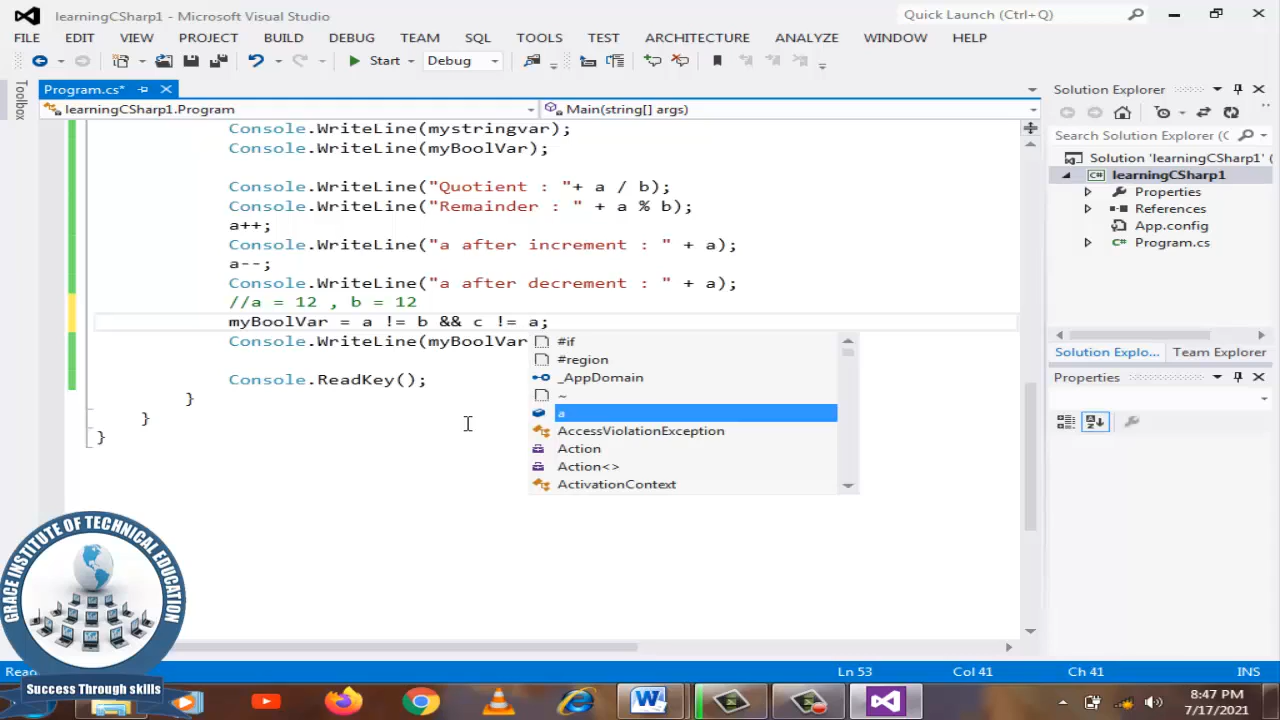 learningCSharp1 - Microsoft Visual Studio
Quick Launch (Ctrl+Q)
FILE EDIT VIEW PROJECT BUILD DEBUG TEAM SQL TOOLS TEST ARCHITECTURE ANALYZE WINDOW HELP
Start Debug
Toolbox
Program.cs*
learningCSharp1.Program
Main(string[] args)
Console.WriteLine(mystringvar);
Console.WriteLine(myBoolVar);
Console.WriteLine("Quotient : "+ a / b);
Console.WriteLine("Remainder : " + a % b);
a++;
Console.WriteLine("a after increment : " + a);
a--;
Console.WriteLine("a after decrement : " + a);
//a = 12 , b = 12
myBoolVar = a != b && c != a;
Console.WriteLine(myBoolVar
Console.ReadKey();
}
}
}
#if
#region
_AppDomain
~
a
AccessViolationException
Action
Action<>
ActivationContext
Solution Explorer
Search Solution Explorer (C
Solution 'learningCSharp1' (
C# learningCSharp1
Properties
References
App.config
C# Program.cs
Solution Explo... Team Explorer
Properties
GRACE INSTITUTE OF TECHNICAL EDUCATION
Success Through skills
Read
Ln 53 Col 41 Ch 41 INS
8:47 PM
7/17/2021